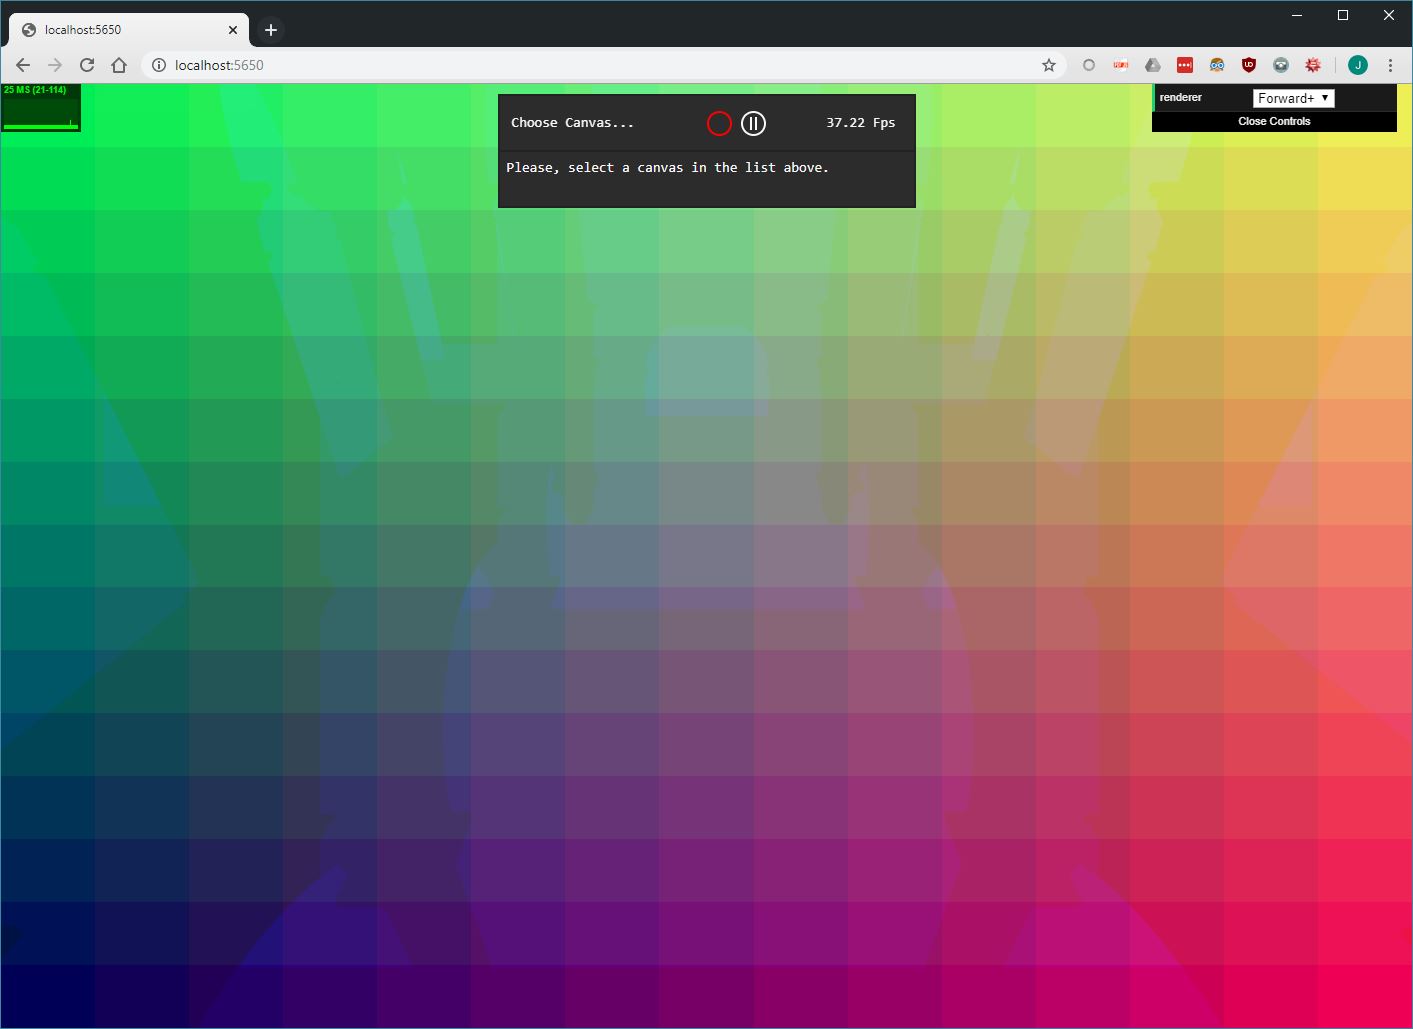 localhost:5650
localhost:5650
J
25 MS (21-114)
Choose Canvas...
37.22 Fps
Please, select a canvas in the list above.
renderer
Forward+
Close Controls